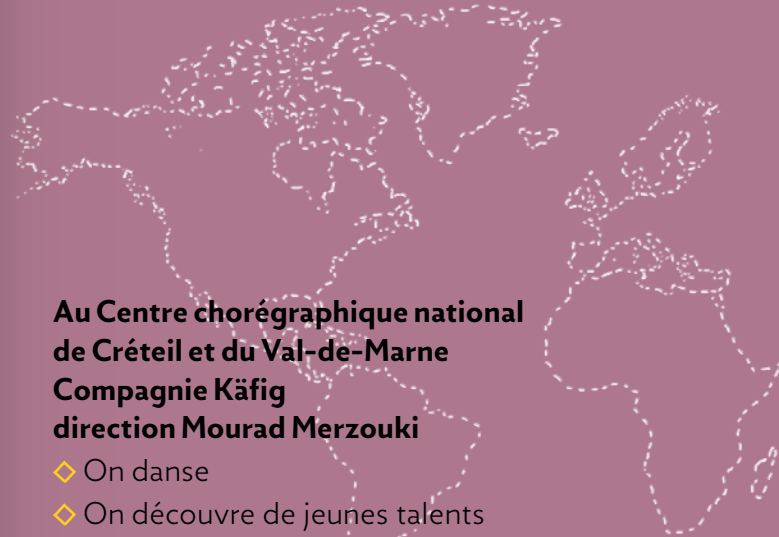 Au Centre chorégraphique national
de Créteil et du Val-de-Marne
Compagnie Käfig
direction Mourad Merzouki
On danse
On découvre de jeunes talents